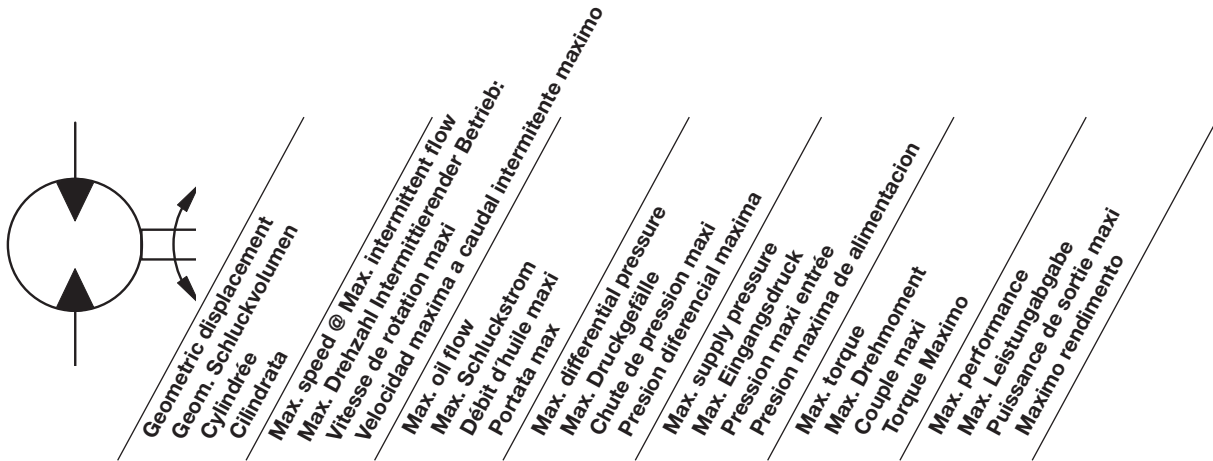 Geometric displacement
Geom. Schluckvolumen
Cylindrée
Cilindrata
Max. speed @ Max. intermittent flow
Max. Drehzahl Intermittierender Betrieb:
Vitesse de rotation maxi
Velocidad maxima a caudal intermitente maximo
Max. oil flow
Max. Schluckstrom
Débit d'huile maxi
Portata max
Max. differential pressure
Max. Druckgefälle
Chute de pression maxi
Presion diferencial maxima
Max. supply pressure
Max. Eingangsdruck
Pression maxi entrée
Presion maxima de alimentacion
Max. torque
Max. Drehmoment
Couple maxi
Torque Maximo
Max. performance
Max. Leistungabgabe
Puissance de sortie maxi
Maximo rendimento